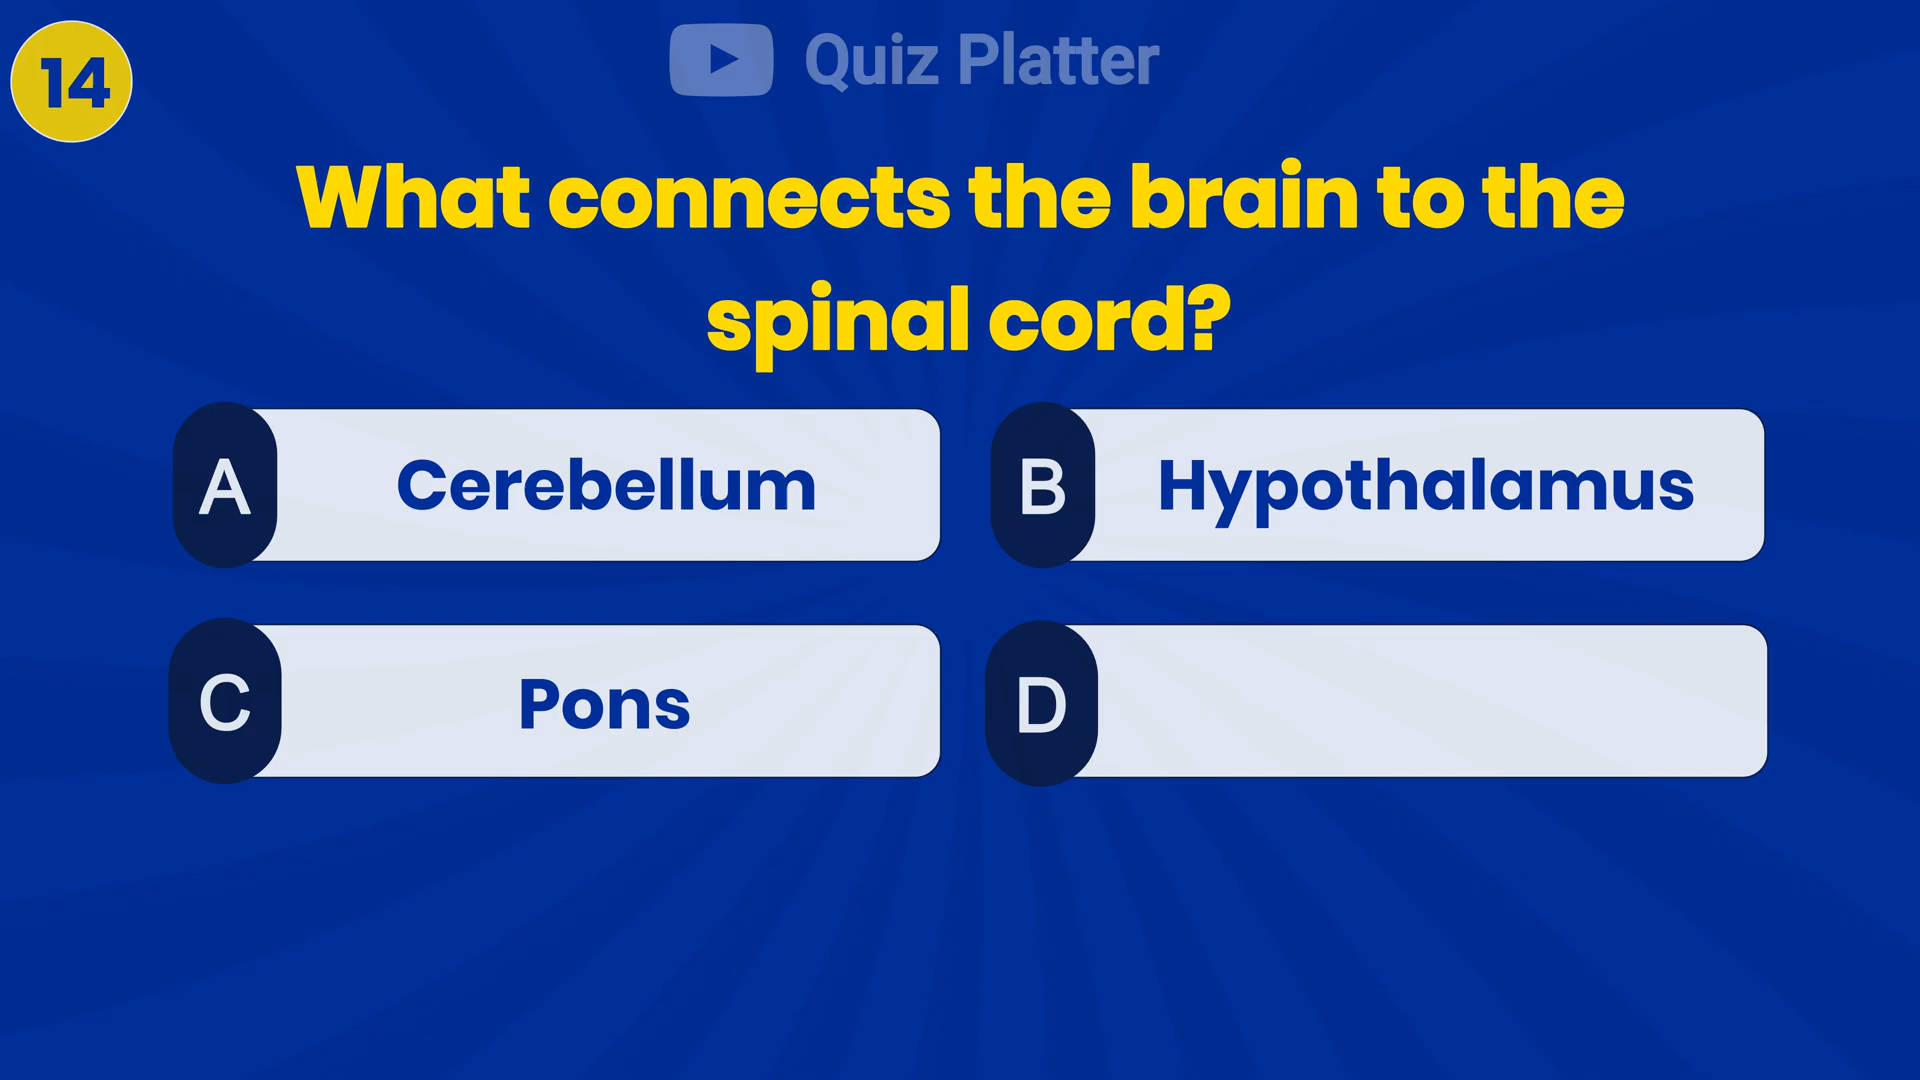 14
Quiz Platter
What connects the brain to the
spinal cord?
A Cerebellum
B Hypothalamus
C Pons
D